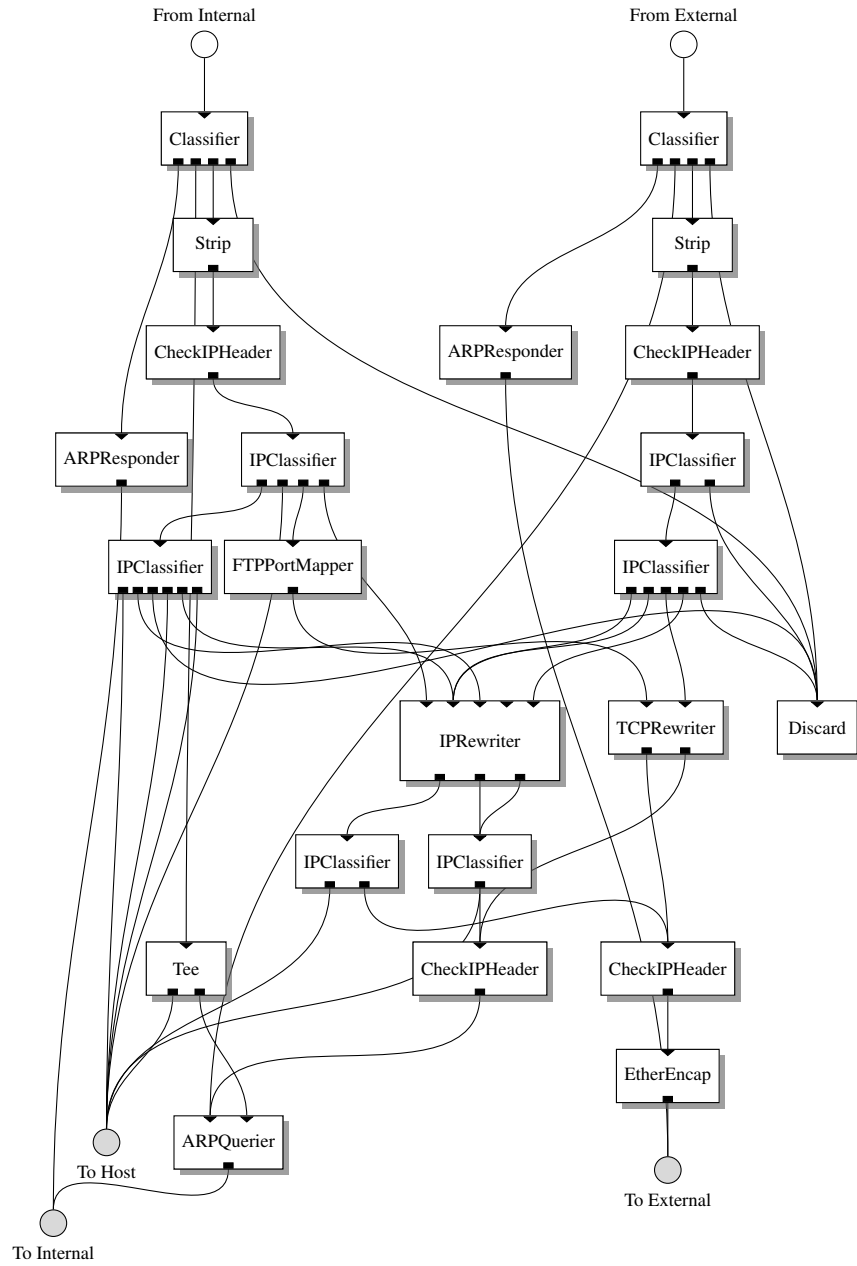 From Internal
From External
Classifier
Classifier
Strip
Strip
CheckIPHeader
ARPResponder
CheckIPHeader
ARPResponder
IPClassifier
IPClassifier
IPClassifier
FTPPortMapper
IPClassifier
IPRewriter
TCPRewriter
Discard
IPClassifier
IPClassifier
Tee
CheckIPHeader
CheckIPHeader
EtherEncap
ARPQuerier
To Host
To External
To Internal